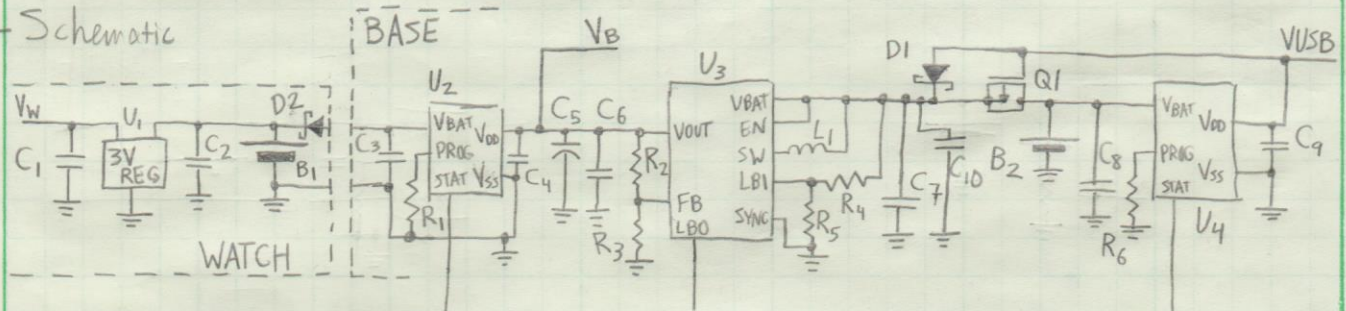 Schematic
BASE
VB
VUSB
Vw
U1
D2
U2
U3
D1
Q1
C1
3V
REG
C2
B1
C3
VBAT
VDD
PROG
STAT
VSS
C4
R1
C5
C6
R2
R3
VOUT
FB
LBO
VBAT
EN
SW
LBI
SYNC
L1
R4
R5
C7
C10
B2
C8
R6
VBAT
VDD
PROG
VSS
STAT
U4
C9
WATCH